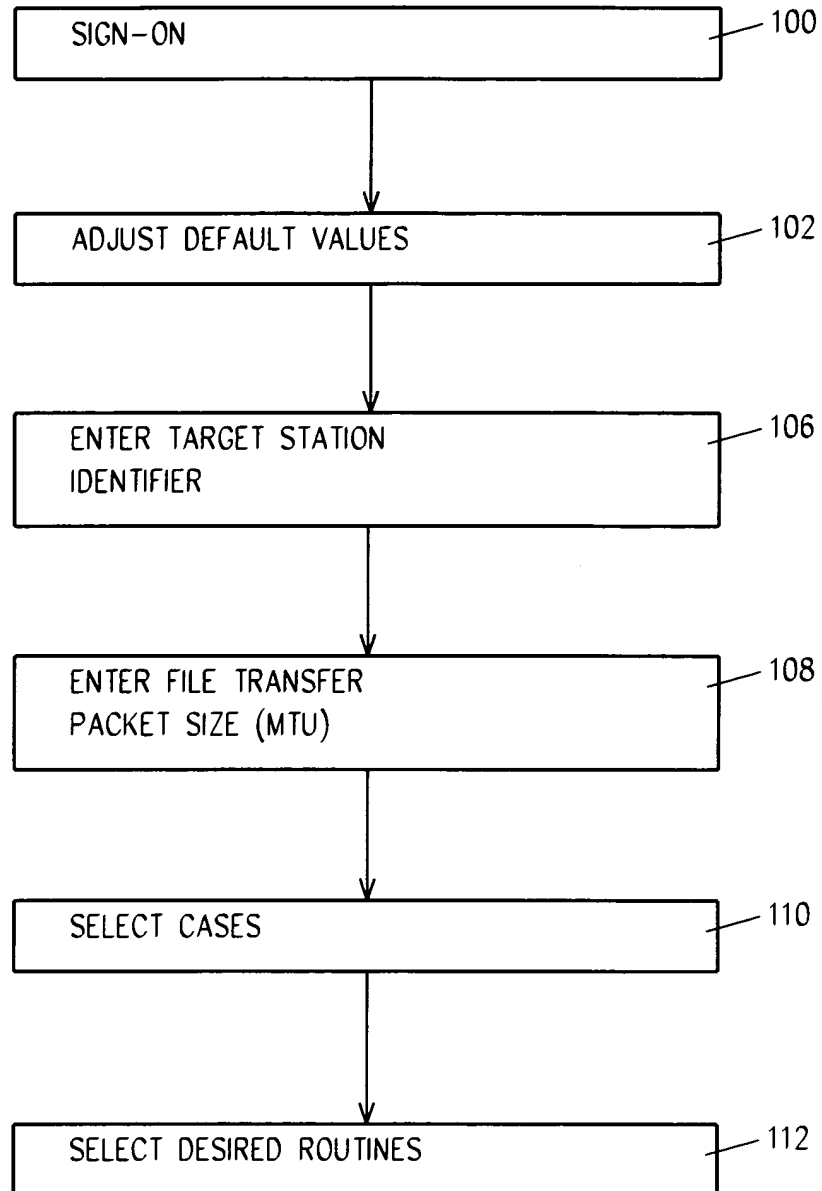 SIGN-ON
100
ADJUST DEFAULT VALUES
102
ENTER TARGET STATION
IDENTIFIER
106
ENTER FILE TRANSFER
PACKET SIZE (MTU)
108
SELECT CASES
110
SELECT DESIRED ROUTINES
112